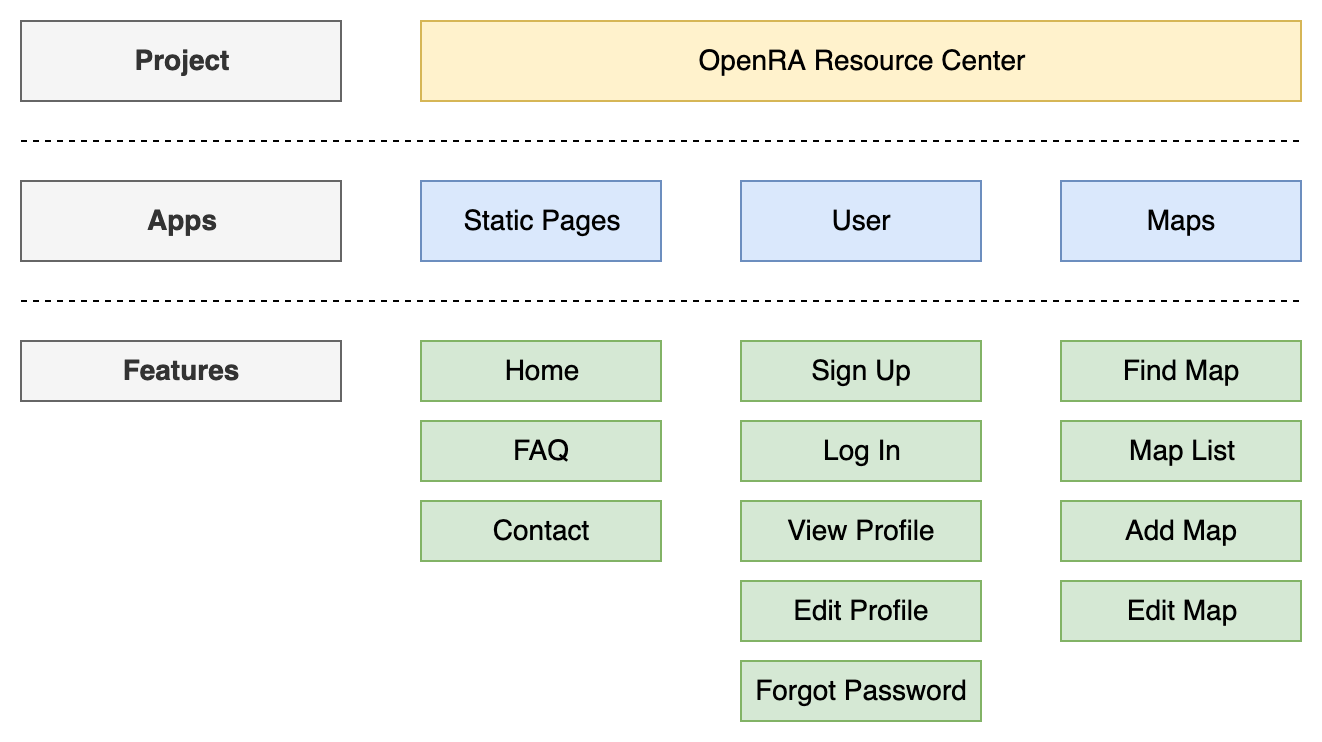 Project
OpenRA Resource Center
Apps
Static Pages
User
Maps
Features
Home
Sign Up
Find Map
FAQ
Log In
Map List
Contact
View Profile
Add Map
Edit Profile
Edit Map
Forgot Password